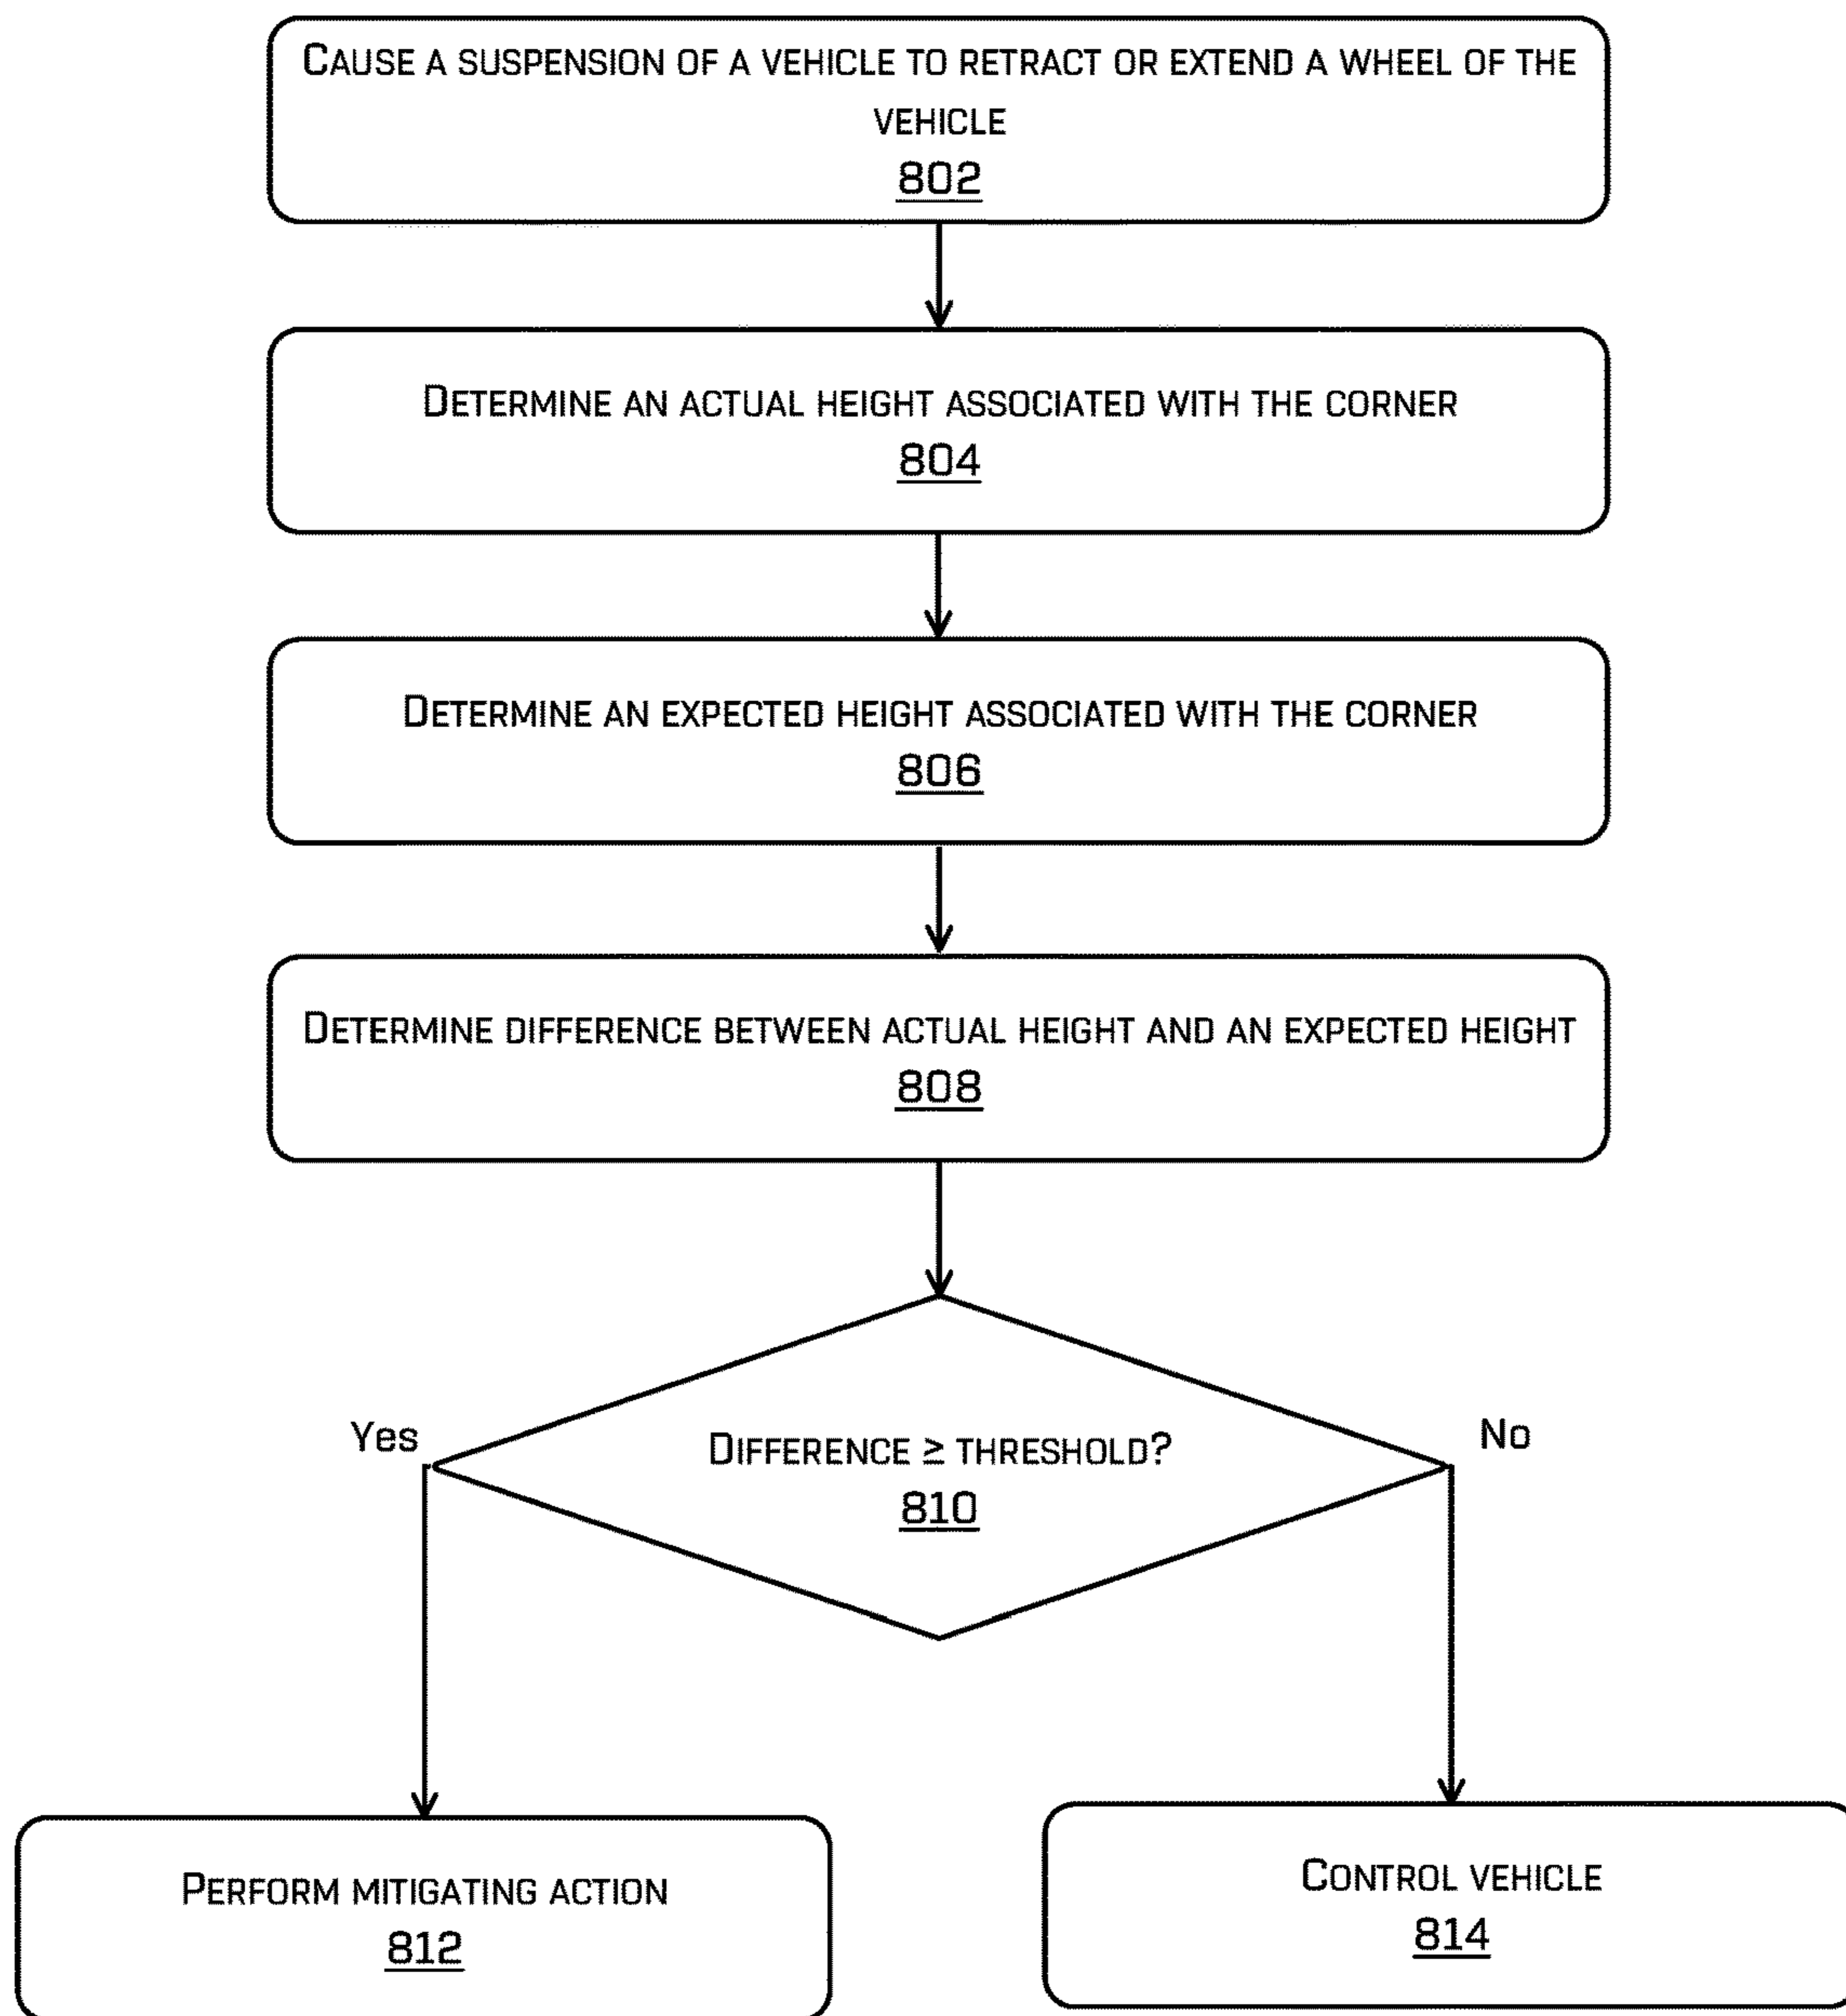 CAUSE A SUSPENSION OF A VEHICLE TO RETRACT OR EXTEND A WHEEL OF THE
VEHICLE
802
DETERMINE AN ACTUAL HEIGHT ASSOCIATED WITH THE CORNER
804
DETERMINE AN EXPECTED HEIGHT ASSOCIATED WITH THE CORNER
806
DETERMINE DIFFERENCE BETWEEN ACTUAL HEIGHT AND AN EXPECTED HEIGHT
808
Yes
DIFFERENCE ≥ THRESHOLD?
810
No
PERFORM MITIGATING ACTION
812
CONTROL VEHICLE
814